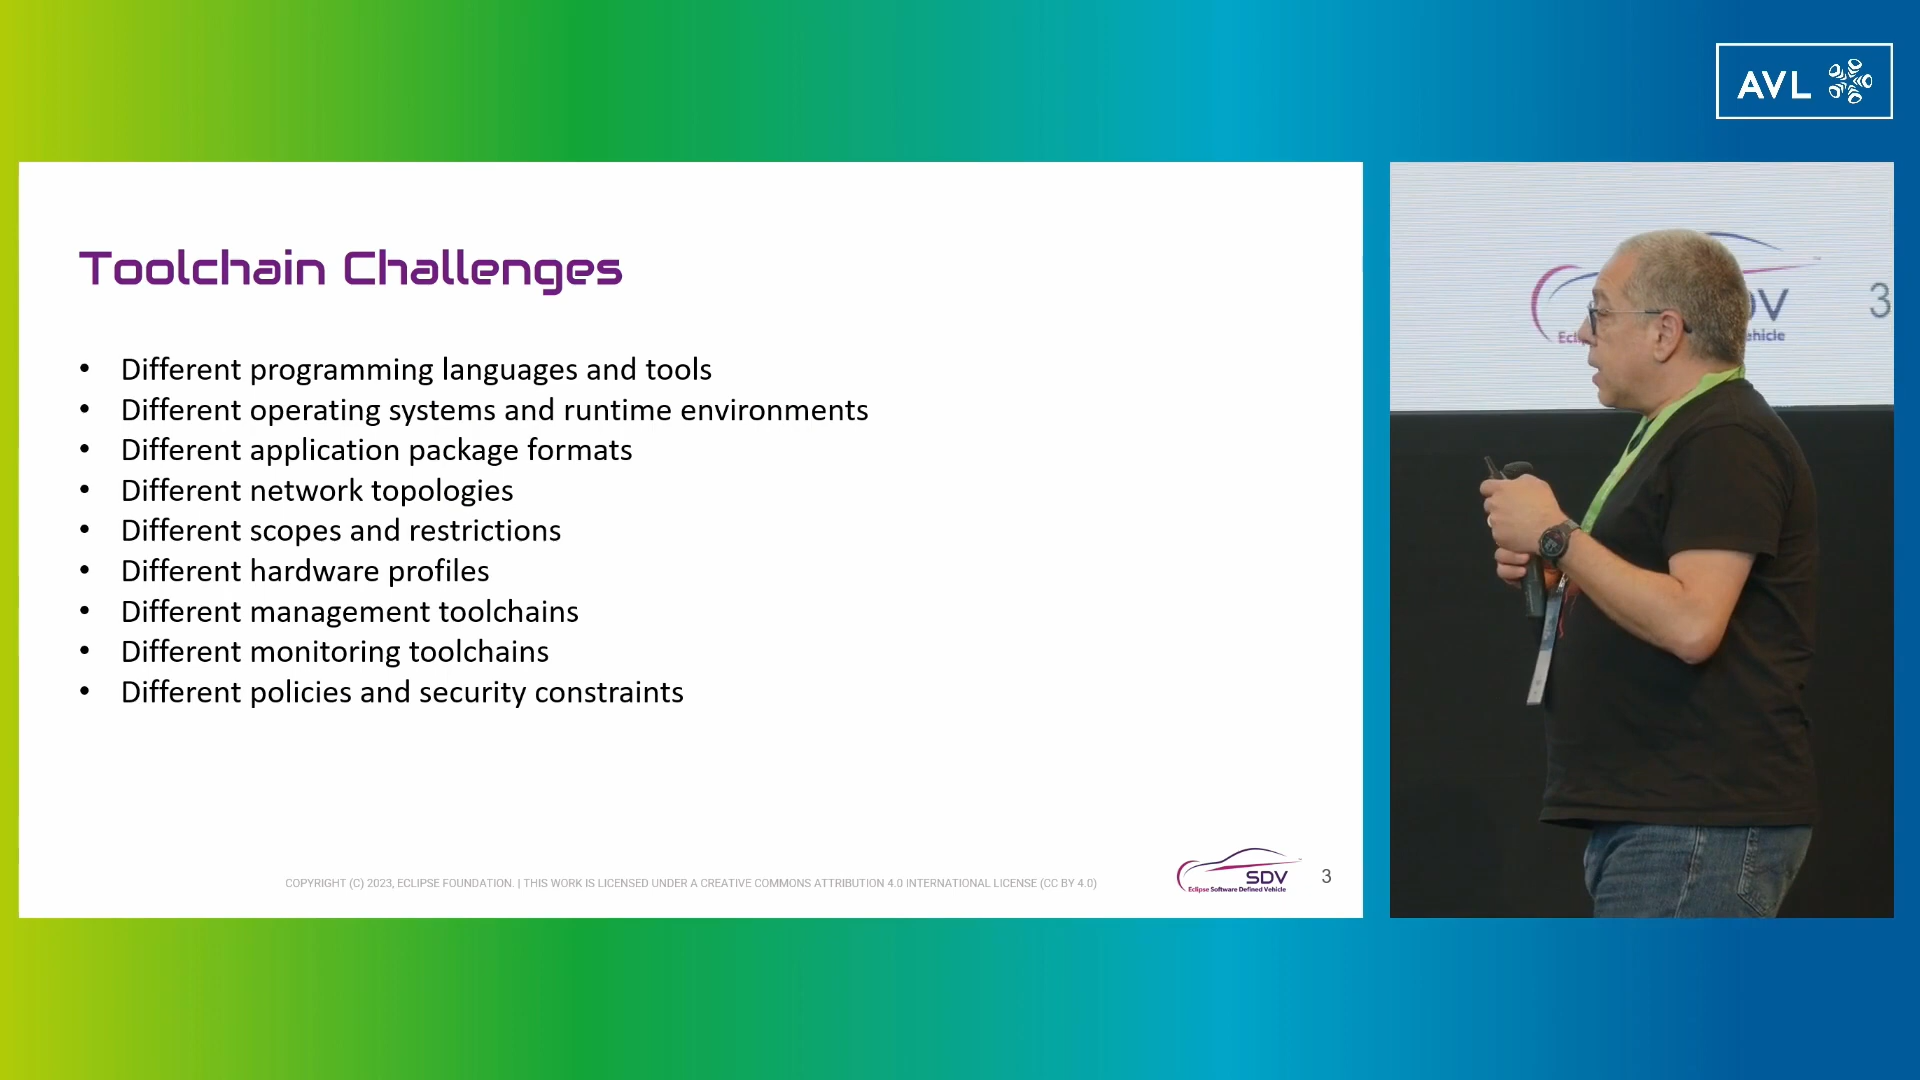 AVL
Toolchain Challenges
• Different programming languages and tools
• Different operating systems and runtime environments
• Different application package formats
• Different network topologies
• Different scopes and restrictions
• Different hardware profiles
• Different management toolchains
• Different monitoring toolchains
• Different policies and security constraints
COPYRIGHT (C) 2023, ECLIPSE FOUNDATION. | THIS WORK IS LICENSED UNDER A CREATIVE COMMONS ATTRIBUTION 4.0 INTERNATIONAL LICENSE (CC BY 4.0)
SDV
Eclipse Software Defined Vehicle
3
3